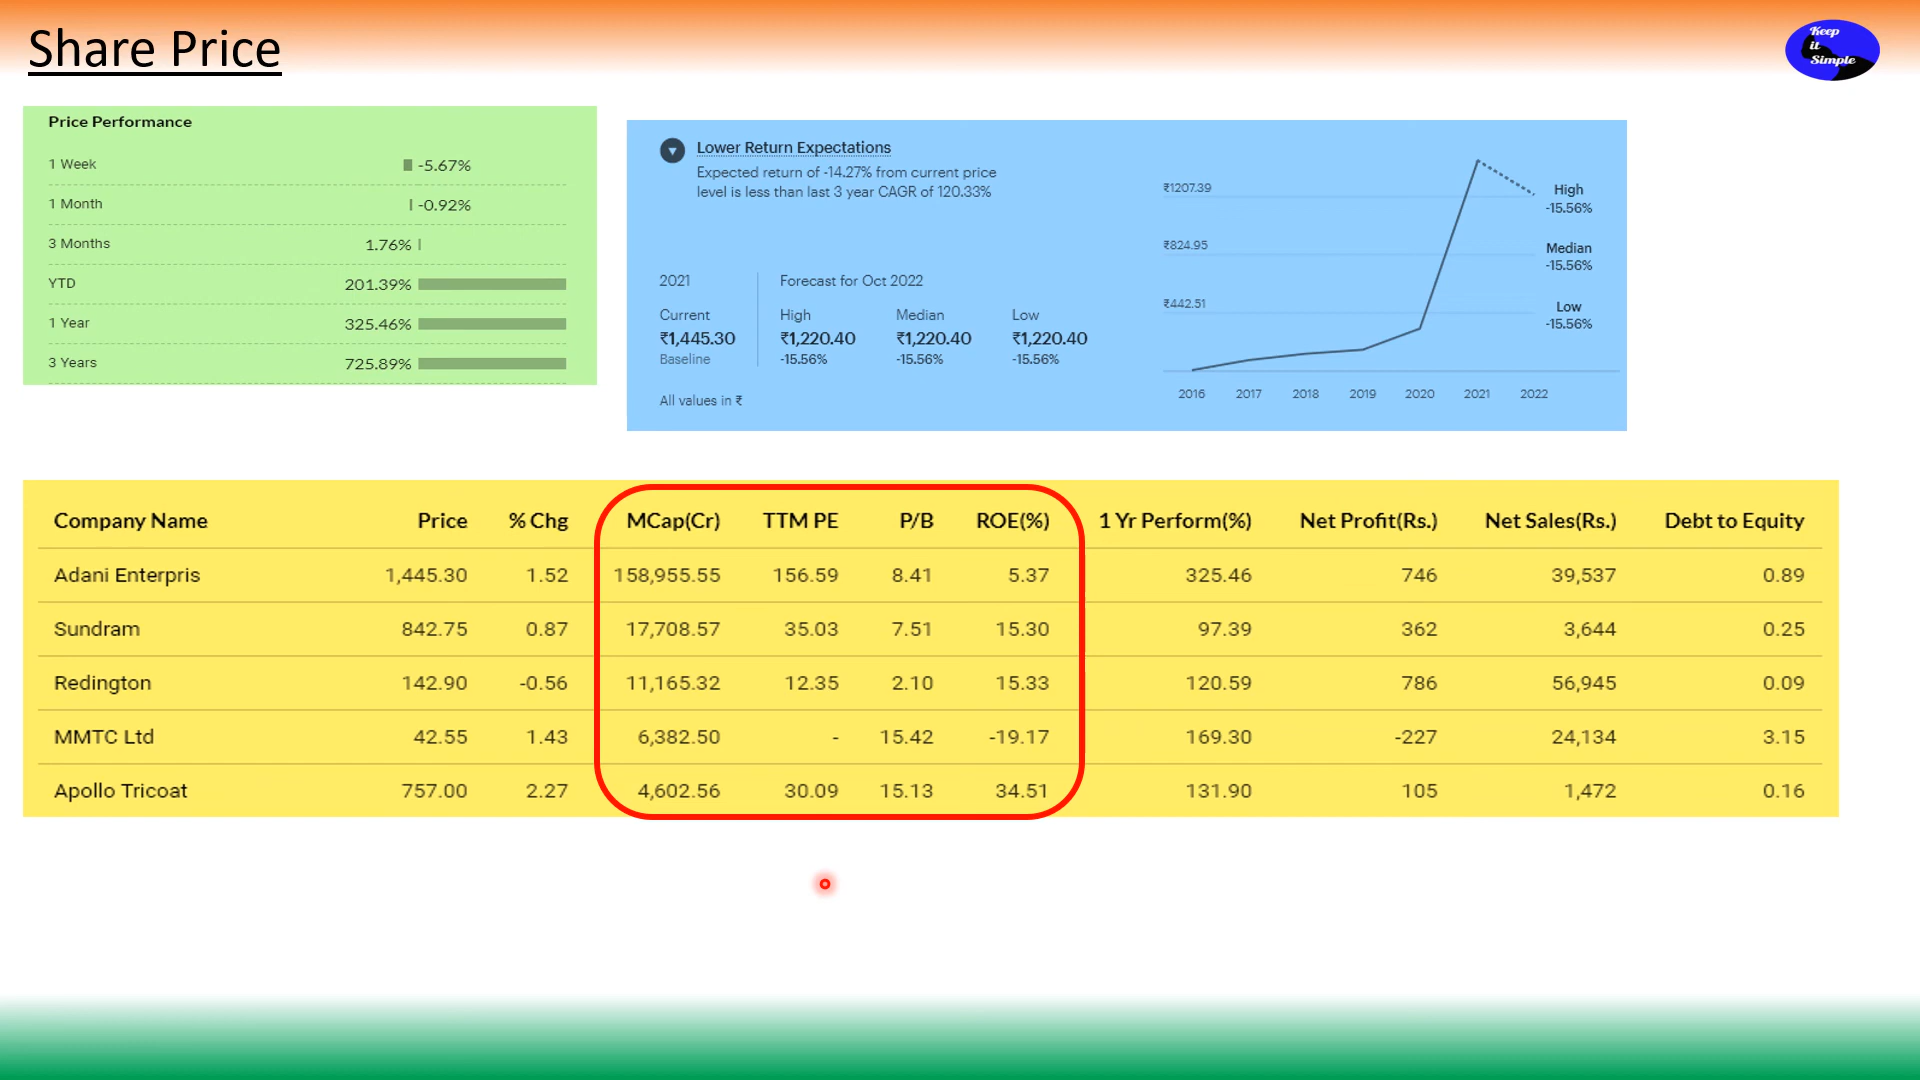 Share Price
Keep
it
Simple
Price Performance
1 Week -5.67%
1 Month -0.92%
3 Months 1.76%
YTD 201.39%
1 Year 325.46%
3 Years 725.89%
Lower Return Expectations
Expected return of -14.27% from current price
level is less than last 3 year CAGR of 120.33%
2021 Forecast for Oct 2022
Current High Median Low
₹1,445.30 ₹1,220.40 ₹1,220.40 ₹1,220.40
Baseline -15.56% -15.56% -15.56%
All values in ₹
₹1207.39
₹824.95
₹442.51
High
-15.56%
Median
-15.56%
Low
-15.56%
2016 2017 2018 2019 2020 2021 2022
Company Name Price % Chg MCap(Cr) TTM PE P/B ROE(%) 1 Yr Perform(%) Net Profit(Rs.) Net Sales(Rs.) Debt to Equity
Adani Enterpris 1,445.30 1.52 158,955.55 156.59 8.41 5.37 325.46 746 39,537 0.89
Sundram 842.75 0.87 17,708.57 35.03 7.51 15.30 97.39 362 3,644 0.25
Redington 142.90 -0.56 11,165.32 12.35 2.10 15.33 120.59 786 56,945 0.09
MMTC Ltd 42.55 1.43 6,382.50 - 15.42 -19.17 169.30 -227 24,134 3.15
Apollo Tricoat 757.00 2.27 4,602.56 30.09 15.13 34.51 131.90 105 1,472 0.16